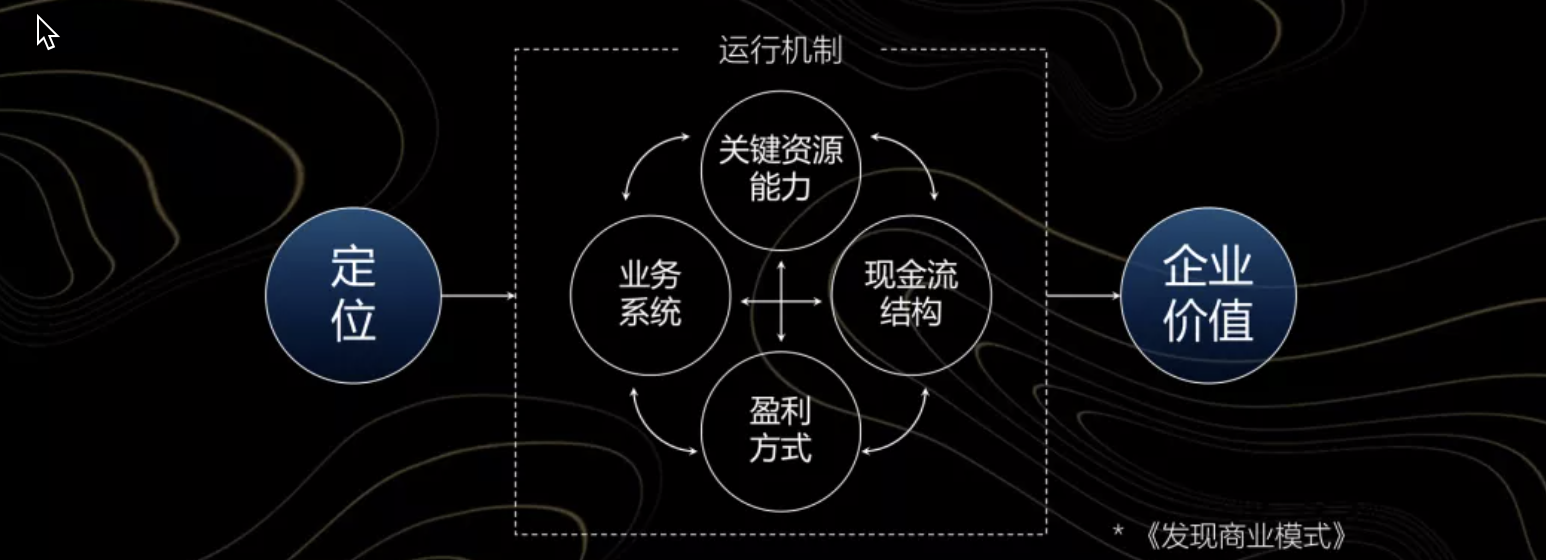 运行机制
关键资源
能力
定
位
业务
系统
现金流
结构
企业
价值
盈利
方式
* 《发现商业模式》